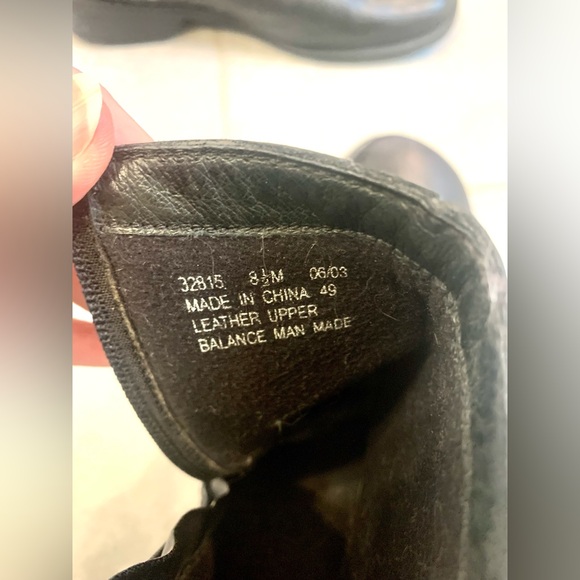 32815. 8½M 06/03
MADE IN CHINA 49
LEATHER UPPER
BALANCE MAN MADE